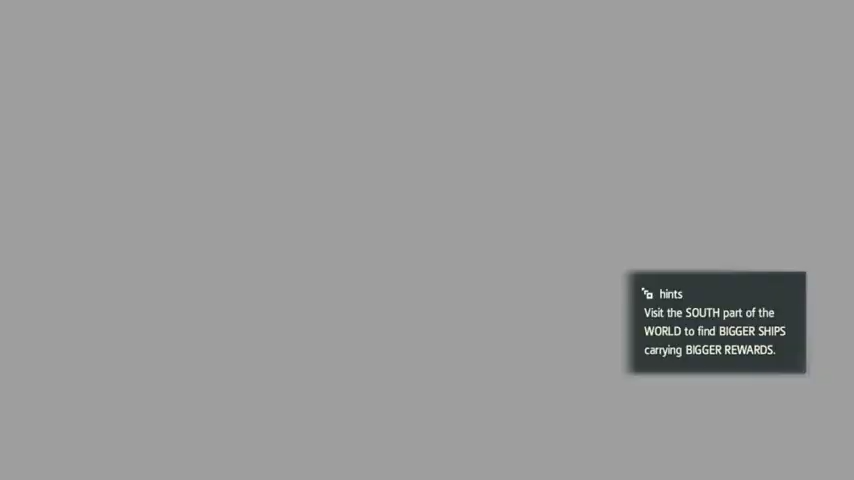 hints
Visit the SOUTH part of the
WORLD to find BIGGER SHIPS
carrying BIGGER REWARDS.